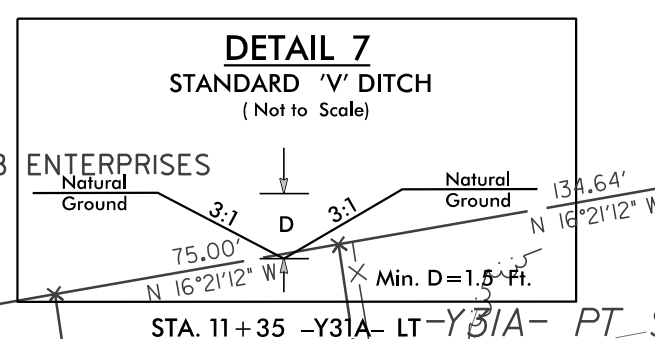 DETAIL 7
STANDARD 'V' DITCH
( Not to Scale)
ENTERPRISES
Natural
Ground
3:1
D
3:1
Natural
Ground
134.64'
N 16°21'12" W
75.00'
N 16°21'12" W
Min. D=1.5 Ft.
STA. 11+35 -Y31A- LT
-Y31A- PT